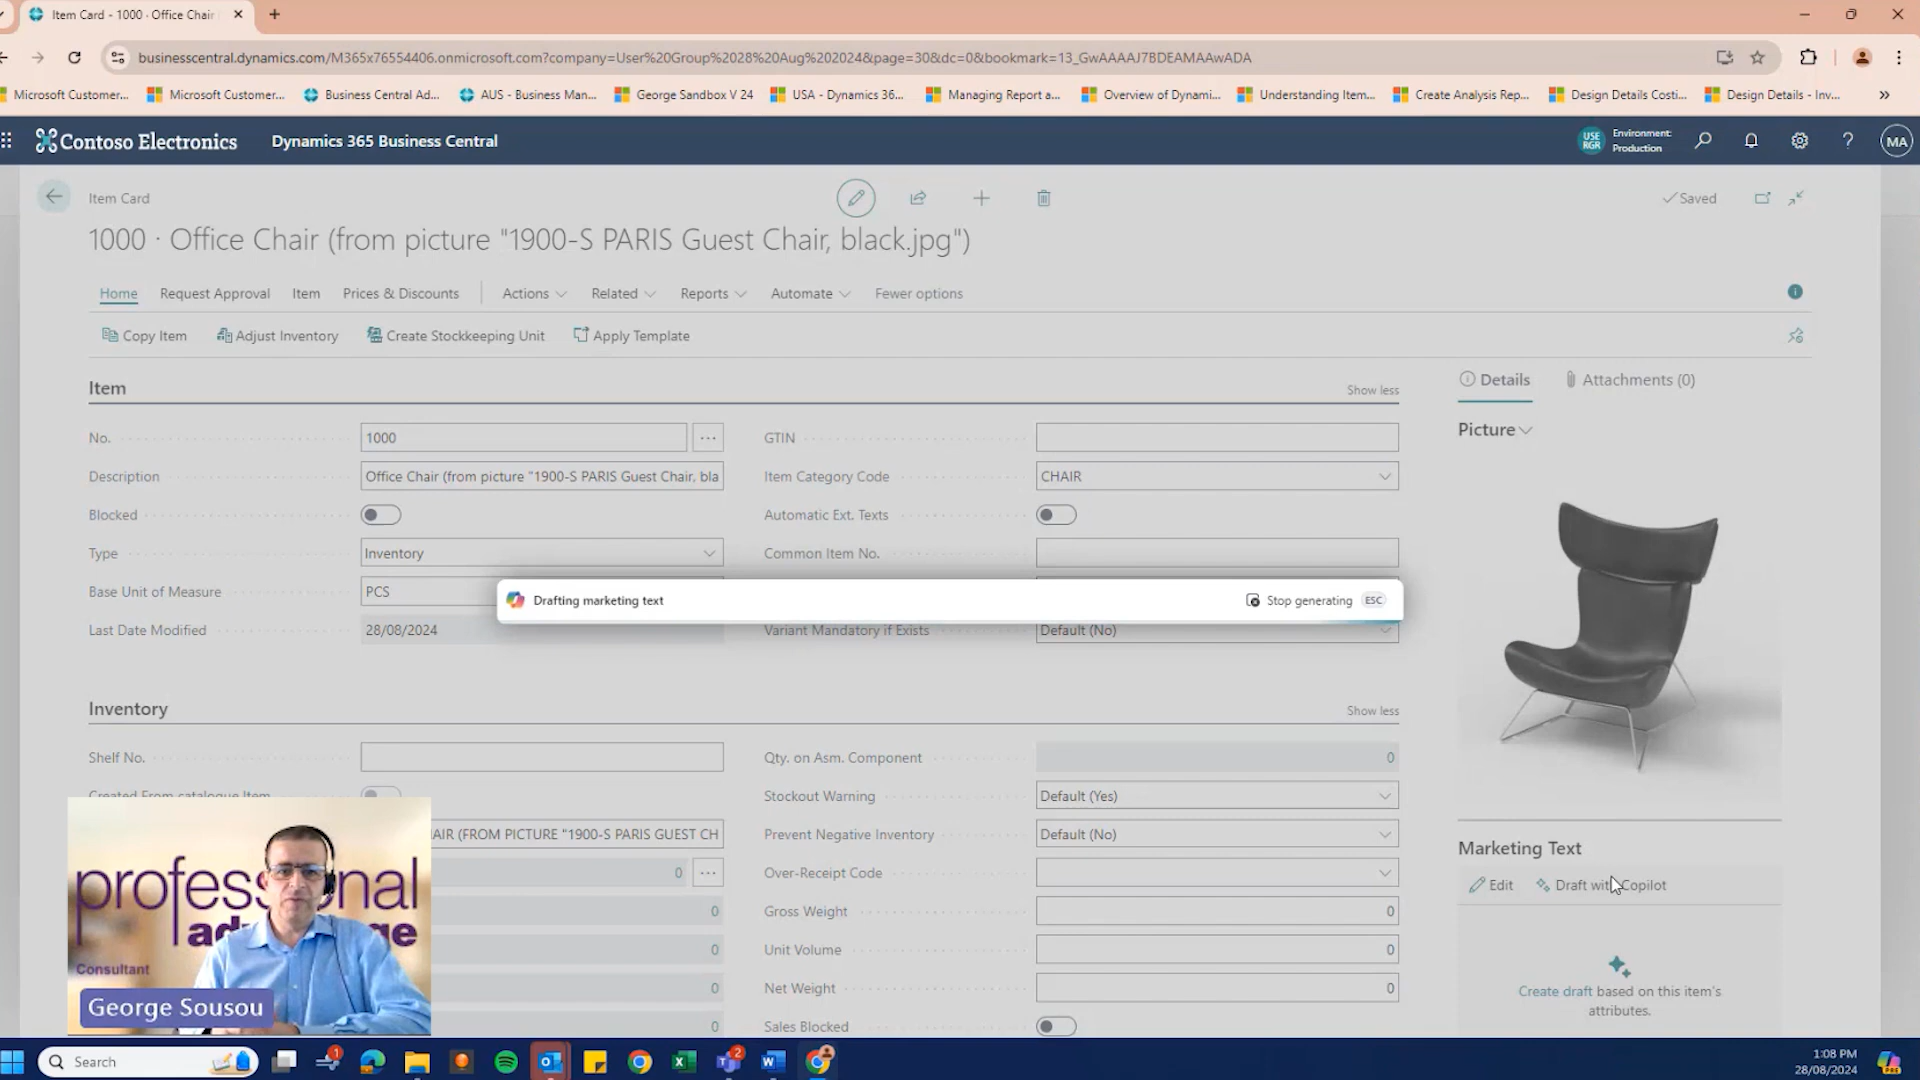 Item Card - 1000 · Office Chair
businesscentral.dynamics.com/M365x76554406.onmicrosoft.com?company=User%20Group%2028%20Aug%202024&page=30&dc=0&bookmark=13_GwAAAAJ7BDEAMAAwADA
Microsoft Customer... Microsoft Customer... Business Central Ad... AUS - Business Man... George Sandbox V 24 USA - Dynamics 36... Managing Report a... Overview of Dynami... Understanding Item... Create Analysis Rep... Design Details Costi... Design Details - Inv... »
Contoso Electronics Dynamics 365 Business Central USE RGR Environment: Production ? MA
Item Card Saved
1000 · Office Chair (from picture "1900-S PARIS Guest Chair, black.jpg")
Home Request Approval Item Prices & Discounts Actions Related Reports Automate Fewer options
Copy Item Adjust Inventory Create Stockkeeping Unit Apply Template
Item Show less
No. 1000 ...
Description Office Chair (from picture "1900-S PARIS Guest Chair. bla
Blocked
Type Inventory
Base Unit of Measure PCS
Last Date Modified 28/08/2024
GTIN
Item Category Code CHAIR
Automatic Ext. Texts
Common Item No.
Variant Mandatory if Exists Default (No)
Drafting marketing text Stop generating ESC
Inventory Show less
Shelf No.
Created From catalogue Item
AIR (FROM PICTURE "1900-S PARIS GUEST CH
0 ...
0
0
0
0
Qty. on Asm. Component 0
Stockout Warning Default (Yes)
Prevent Negative Inventory Default (No)
Over-Receipt Code
Gross Weight 0
Unit Volume 0
Net Weight 0
Sales Blocked
Details Attachments (0)
Picture
Marketing Text
Edit Draft with Copilot
Create draft based on this item's
attributes.
Consultant
George Sousou
Search
1
2
1:08 PM
28/08/2024
PRE